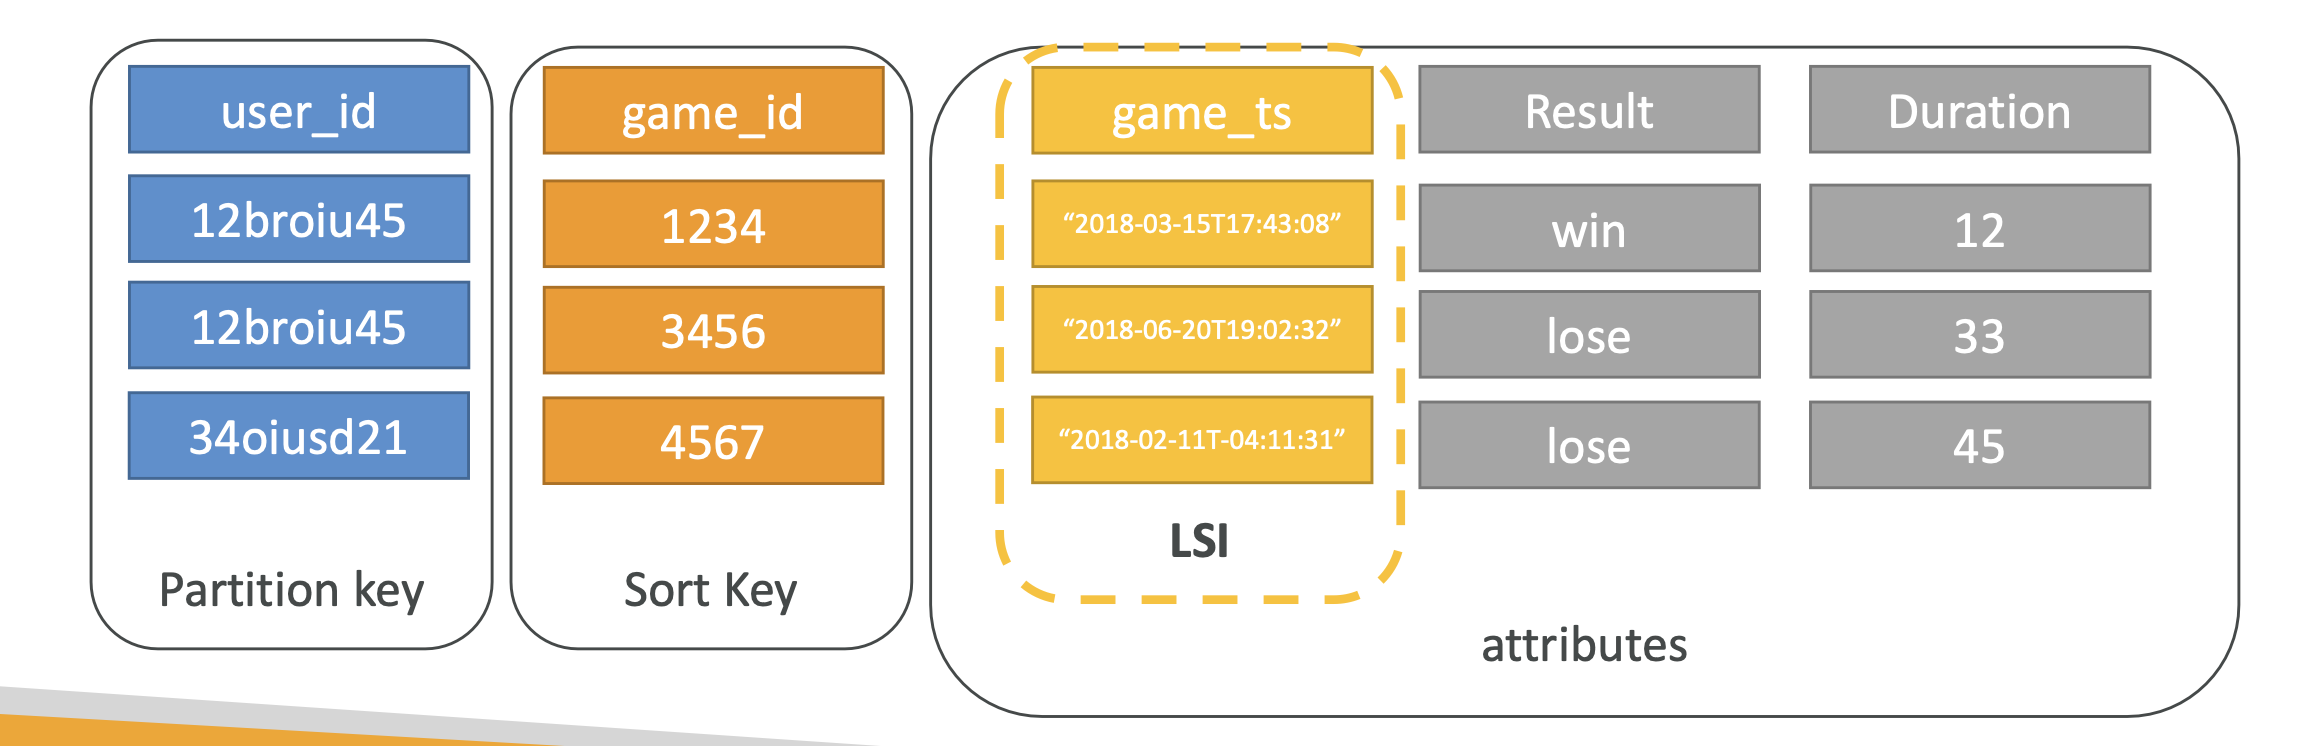 user_id
game_id
game_ts
Result
Duration
12broiu45
1234
“2018-03-15T17:43:08”
win
12
12broiu45
3456
“2018-06-20T19:02:32”
lose
33
34oiusd21
4567
“2018-02-11T-04:11:31”
lose
45
LSI
Partition key
Sort Key
attributes